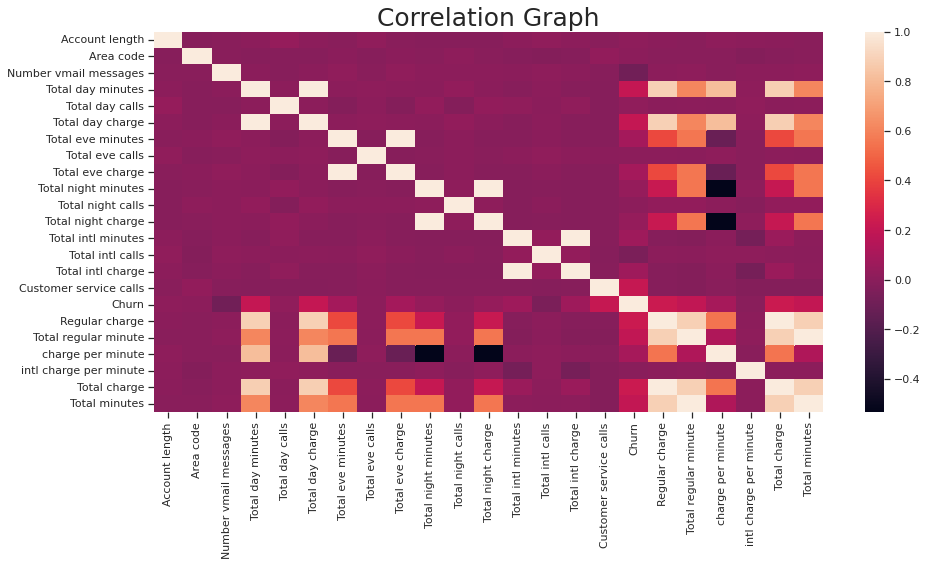 Correlation Graph
Account length
Area code
Number vmail messages
Total day minutes
Total day calls
Total day charge
Total eve minutes
Total eve calls
Total eve charge
Total night minutes
Total night calls
Total night charge
Total intl minutes
Total intl calls
Total intl charge
Customer service calls
Churn
Regular charge
Total regular minute
charge per minute
intl charge per minute
Total charge
Total minutes
Account length
Area code
Number vmail messages
Total day minutes
Total day calls
Total day charge
Total eve minutes
Total eve calls
Total eve charge
Total night minutes
Total night calls
Total night charge
Total intl minutes
Total intl calls
Total intl charge
Customer service calls
Churn
Regular charge
Total regular minute
charge per minute
intl charge per minute
Total charge
Total minutes
1.0
0.8
0.6
0.4
0.2
0.0
−0.2
−0.4